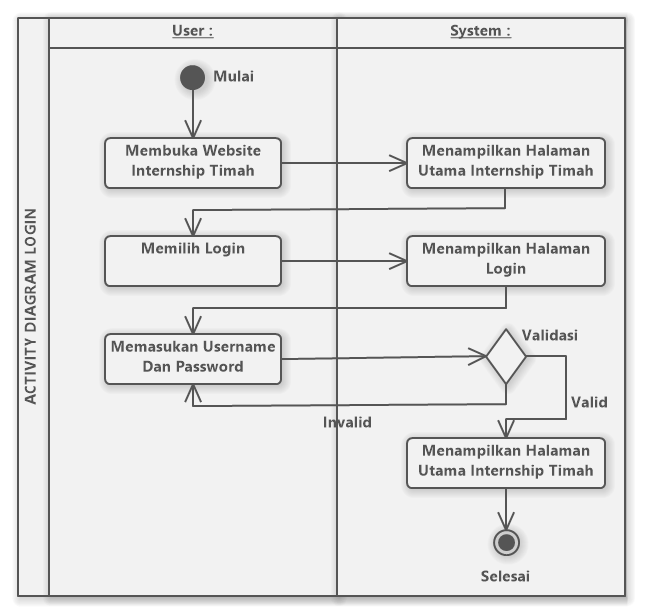 User :
System :
Mulai
Membuka Website
Internship Timah
Menampilkan Halaman
Utama Internship Timah
Memilih Login
Menampilkan Halaman
Login
Memasukan Username
Dan Password
Validasi
Valid
Invalid
Menampilkan Halaman
Utama Internship Timah
Selesai
ACTIVITY DIAGRAM LOGIN